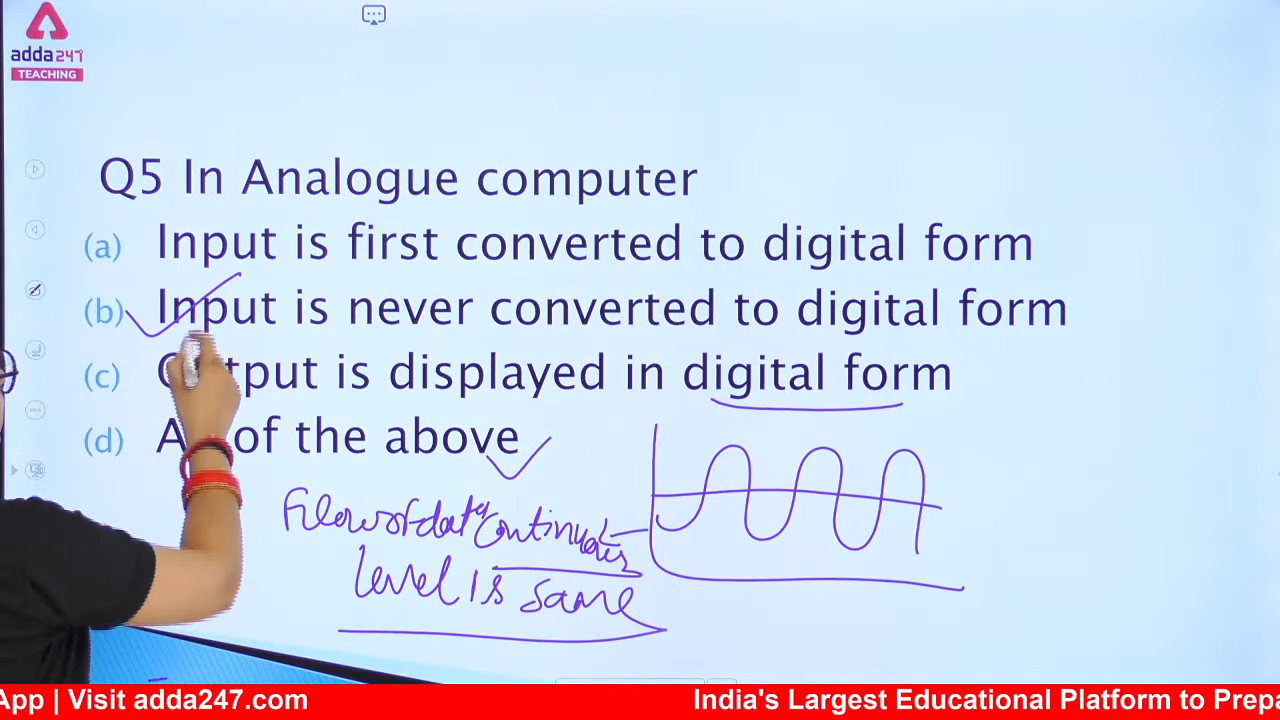 adda247
TEACHING
Q5 In Analogue computer
(a) Input is first converted to digital form
(b) Input is never converted to digital form
(c) Output is displayed in digital form
(d) of the above
Flow of data continuous
level is same
App | Visit adda247.com
India's Largest Educational Platform to Prepa